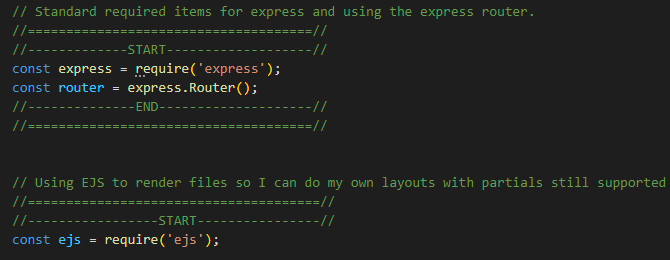 // Standard required items for express and using the express router.
//=====================================//
//-------------START-------------------//
const express = require('express');
const router = express.Router();
//--------------END--------------------//
//=====================================//
// Using EJS to render files so I can do my own layouts with partials still supported
//======================================//
//-----------------START----------------//
const ejs = require('ejs');